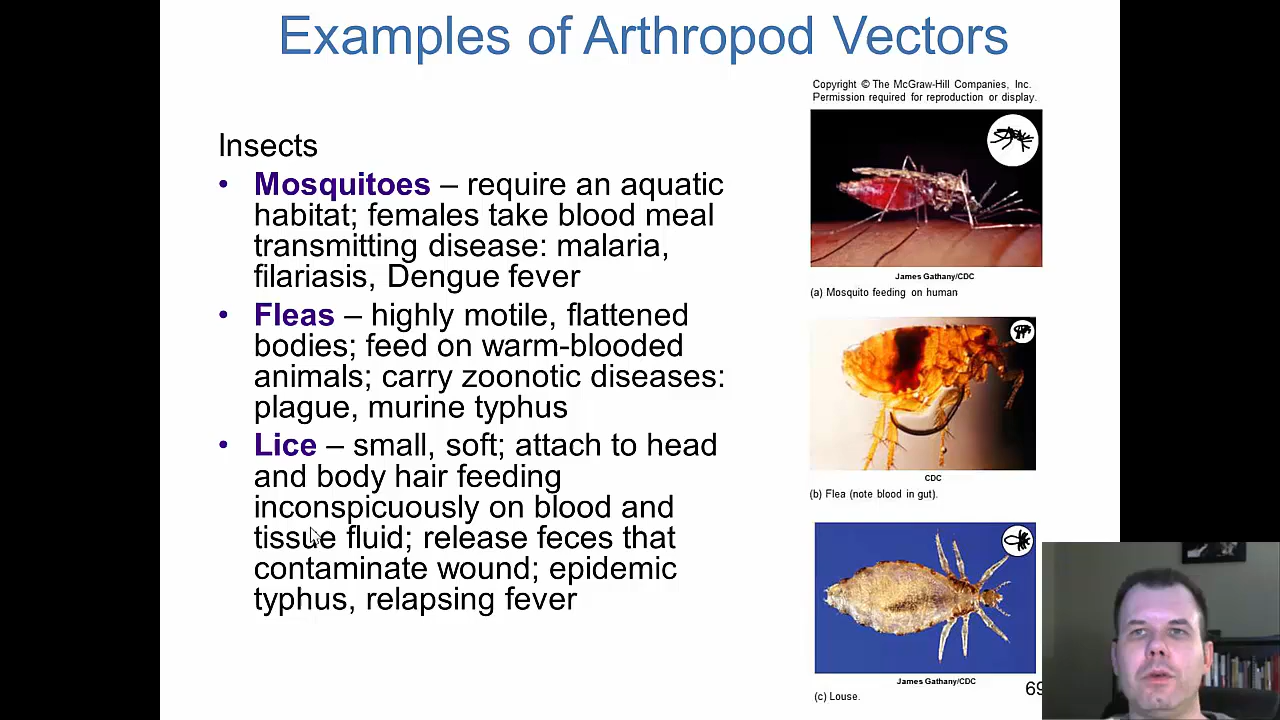 Examples of Arthropod Vectors
Copyright © The McGraw-Hill Companies, Inc.
Permission required for reproduction or display.
Insects
• Mosquitoes – require an aquatic
habitat; females take blood meal
transmitting disease: malaria,
filariasis, Dengue fever
• Fleas – highly motile, flattened
bodies; feed on warm-blooded
animals; carry zoonotic diseases:
plague, murine typhus
• Lice – small, soft; attach to head
and body hair feeding
inconspicuously on blood and
tissue fluid; release feces that
contaminate wound; epidemic
typhus, relapsing fever
James Gathany/CDC
(a) Mosquito feeding on human
CDC
(b) Flea (note blood in gut).
James Gathany/CDC
(c) Louse.
69